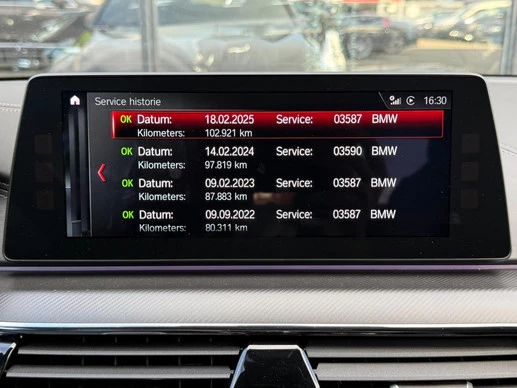 Service historie 16:30
OK Datum: 18.02.2025 Service: 03587 BMW
Kilometers: 102.921 km
OK Datum: 14.02.2024 Service: 03590 BMW
Kilometers: 97.819 km
OK Datum: 09.02.2023 Service: 03587 BMW
Kilometers: 87.883 km
OK Datum: 09.09.2022 Service: 03587 BMW
Kilometers: 80.311 km